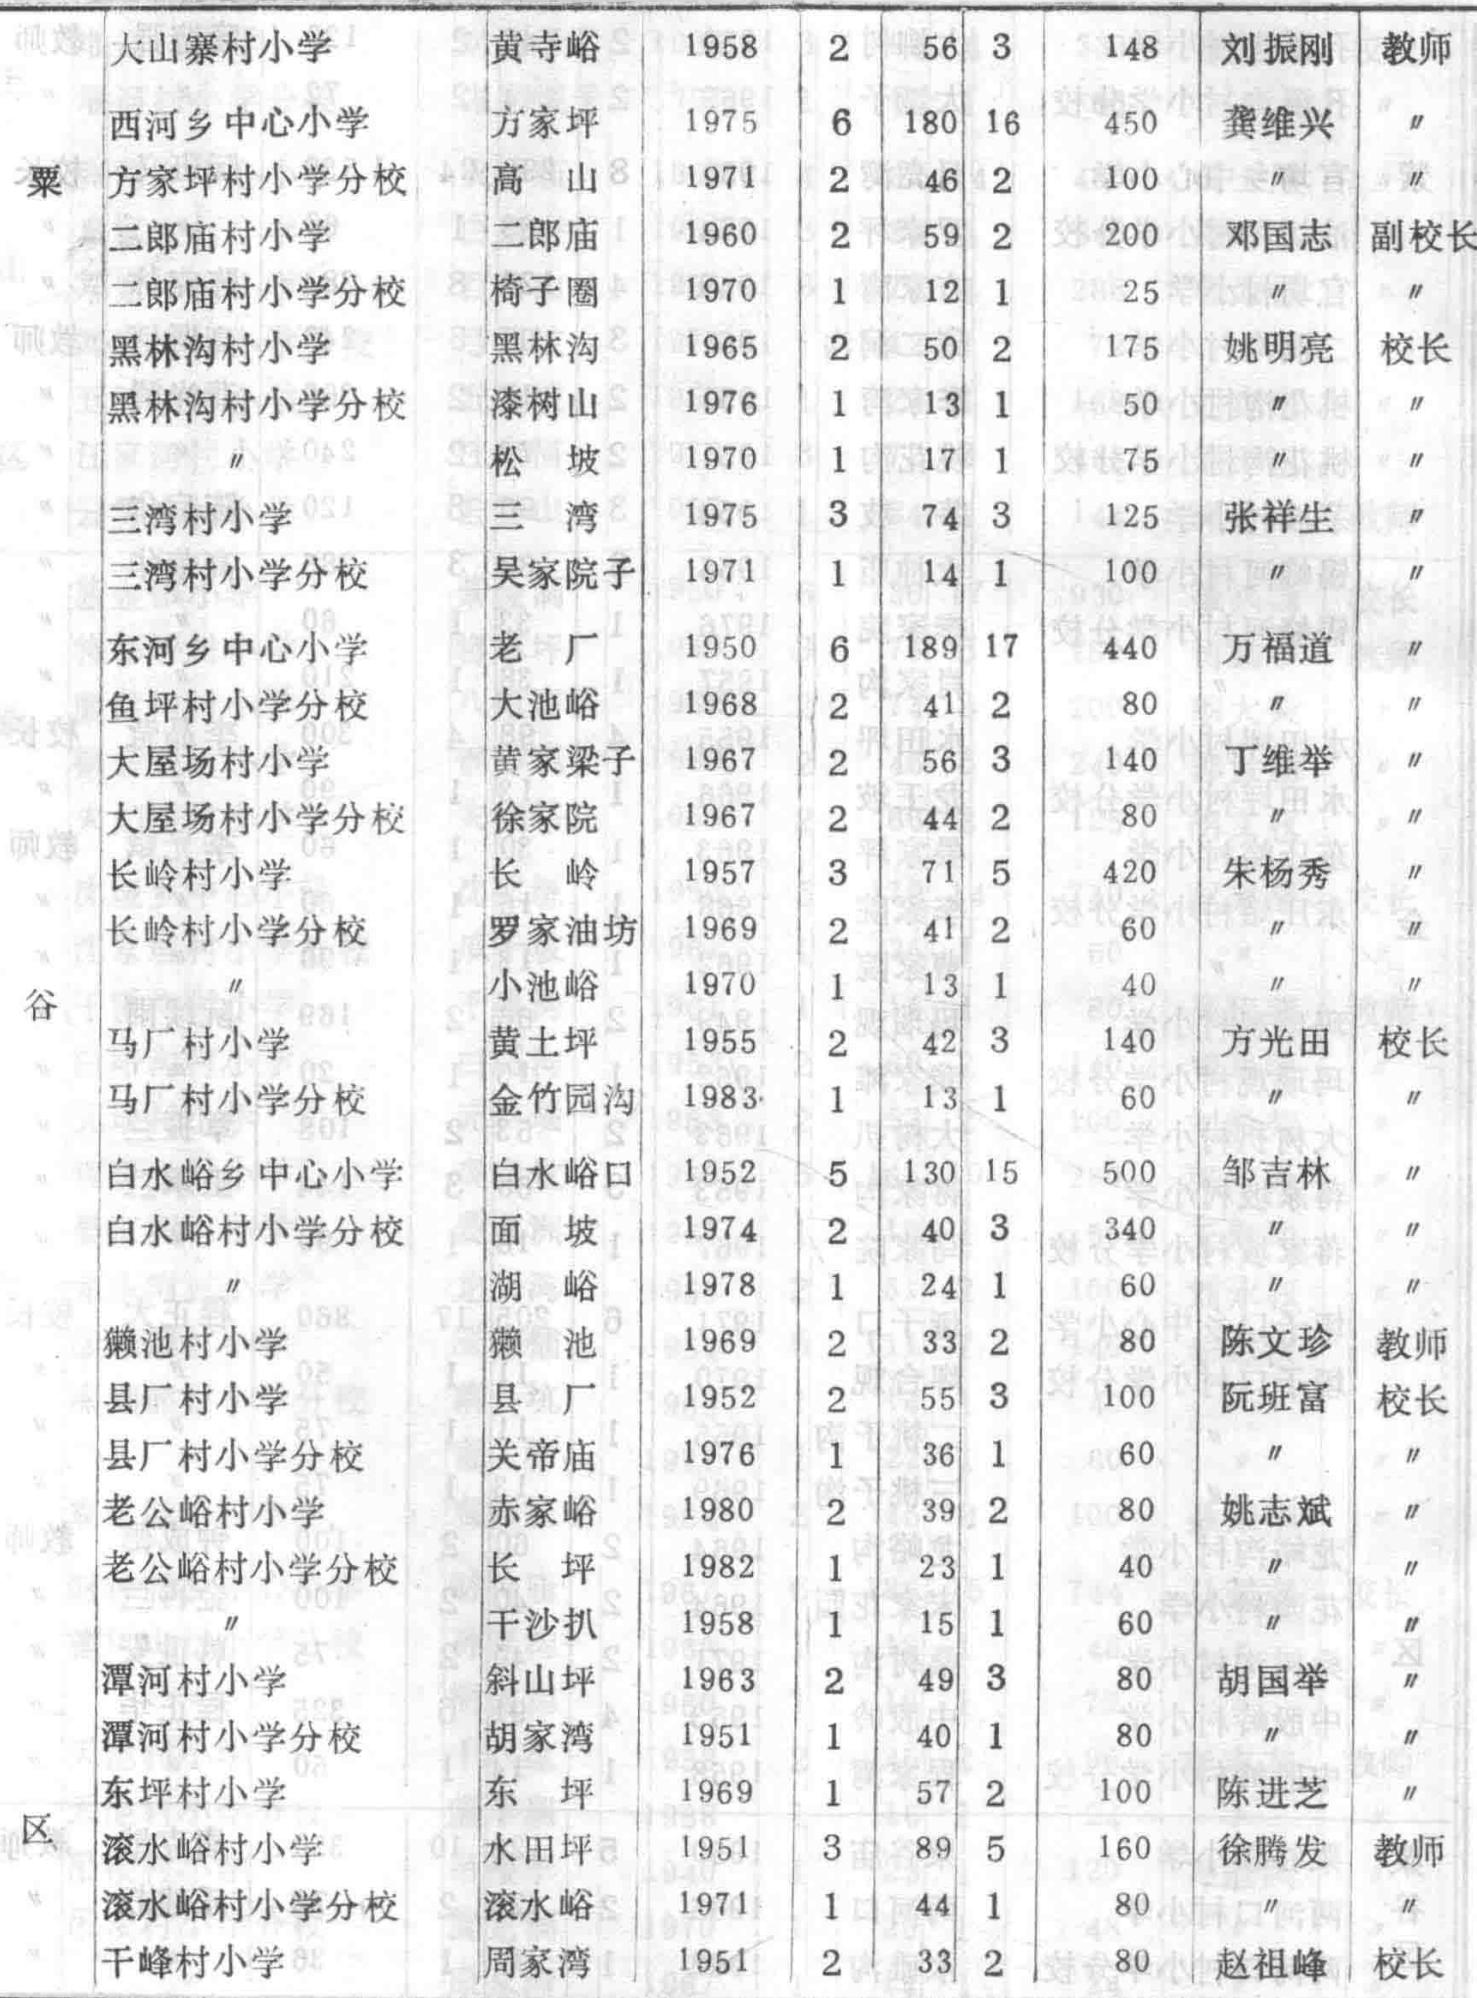 大山寨村小学 黄寺峪 1958 2 56 3 148 刘振刚 教师
西河乡中心小学 方家坪 1975 6 180 16 450 龚维兴 〃
粟 方家坪村小学分校 高山 1971 2 46 2 100 〃 〃
二郎庙村小学 二郎庙 1960 2 59 2 200 邓国志 副校长
二郎庙村小学分校 椅子圈 1970 1 12 1 25 〃 〃
黑林沟村小学 黑林沟 1965 2 50 2 175 姚明亮 校长
黑林沟村小学分校 漆树山 1976 1 13 1 50 〃 〃
〃 松坡 1970 1 17 1 75 〃 〃
三湾村小学 三湾 1975 3 74 3 125 张祥生 〃
三湾村小学分校 吴家院子 1971 1 14 1 100 〃 〃
东河乡中心小学 老厂 1950 6 189 17 440 万福道 〃
鱼坪村小学分校 大池峪 1968 2 41 2 80 〃 〃
大屋场村小学 黄家梁子 1967 2 56 3 140 丁维举 〃
大屋场村小学分校 徐家院 1967 2 44 2 80 〃 〃
长岭村小学 长岭 1957 3 71 5 420 朱杨秀 〃
长岭村小学分校 罗家油坊 1969 2 41 2 60 〃 〃
谷 〃 小池峪 1970 1 13 1 40 〃 〃
马厂村小学 黄土坪 1955 2 42 3 140 方光田 校长
马厂村小学分校 金竹园沟 1983 1 13 1 60 〃 〃
白水峪乡中心小学 白水峪口 1952 5 130 15 500 邹吉林 〃
白水峪村小学分校 面坡 1974 2 40 3 340 〃 〃
〃 湖峪 1978 1 24 1 60 〃 〃
獭池村小学 獭池 1969 2 33 2 80 陈文珍 教师
县厂村小学 县厂 1952 2 55 3 100 阮班富 校长
县厂村小学分校 关帝庙 1976 1 36 1 60 〃 〃
老公峪村小学 赤家峪 1980 2 39 2 80 姚志斌 〃
老公峪村小学分校 长坪 1982 1 23 1 40 〃 〃
〃 干沙扒 1958 1 15 1 60 〃 〃
潭河村小学 斜山坪 1963 2 49 3 80 胡国举 〃
潭河村小学分校 胡家湾 1951 1 40 1 80 〃 〃
东坪村小学 东坪 1969 1 57 2 100 陈进芝 〃
区 滚水峪村小学 水田坪 1951 3 89 5 160 徐腾发 教师
滚水峪村小学分校 滚水峪 1971 1 44 1 80 〃 〃
干峰村小学 周家湾 1951 2 33 2 80 赵祖峰 校长